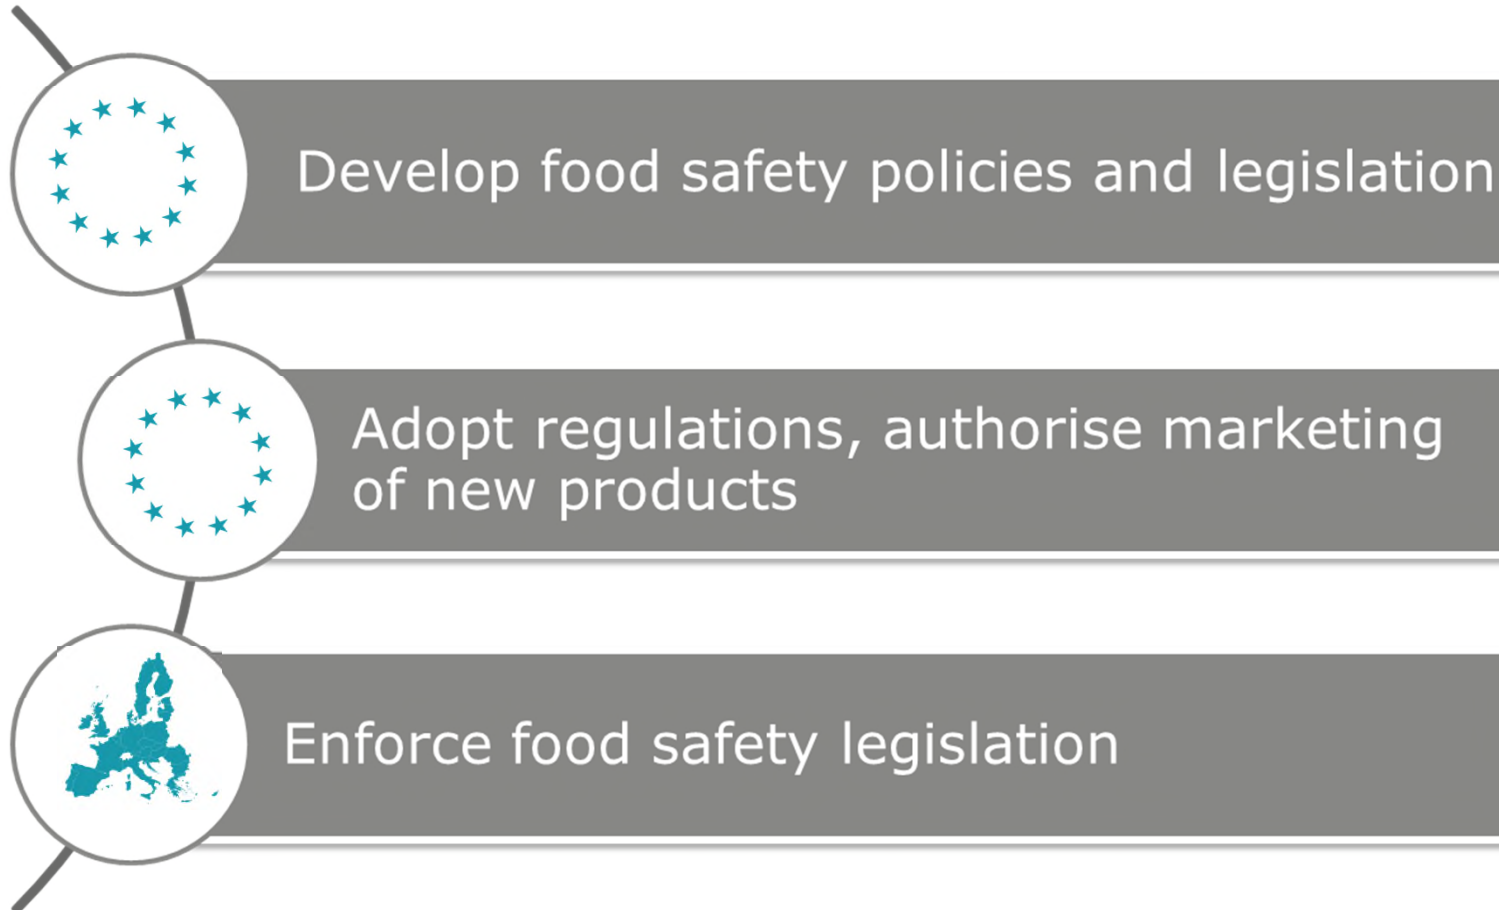 Develop food safety policies and legislation
Adopt regulations, authorise marketing
of new products
Enforce food safety legislation